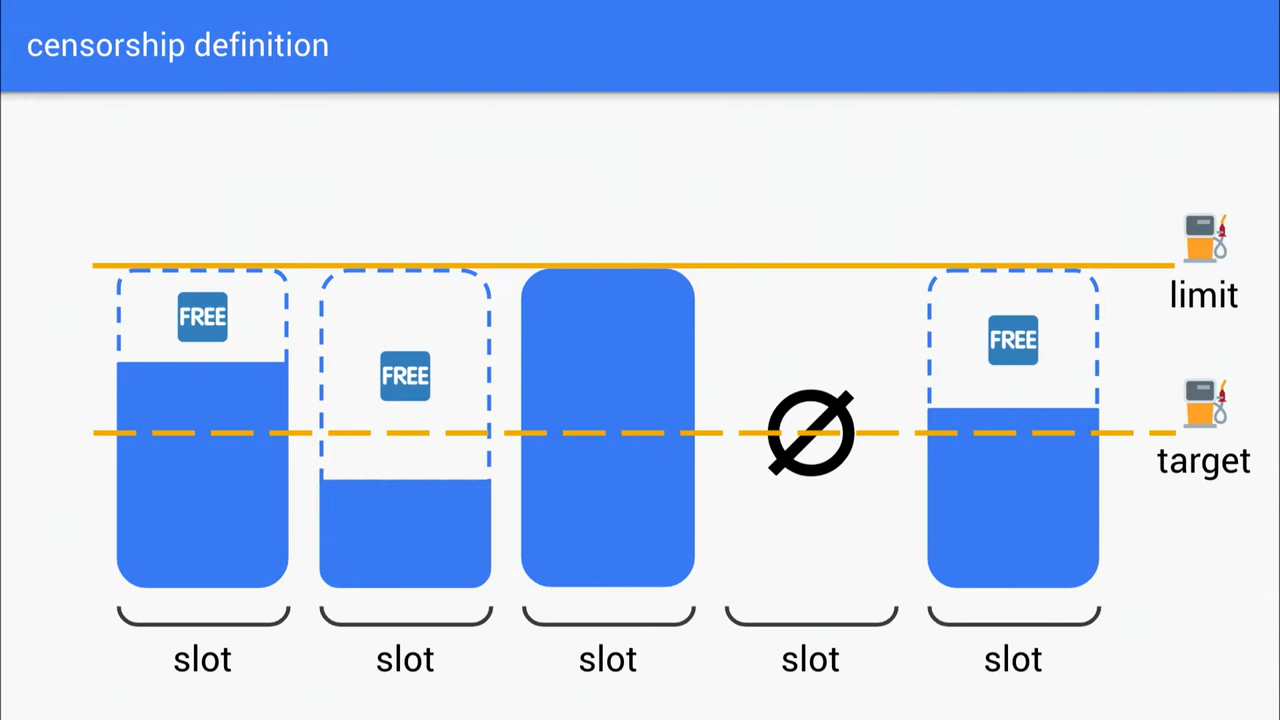 censorship definition
FREE
FREE
FREE
limit
target
slot
slot
slot
slot
slot